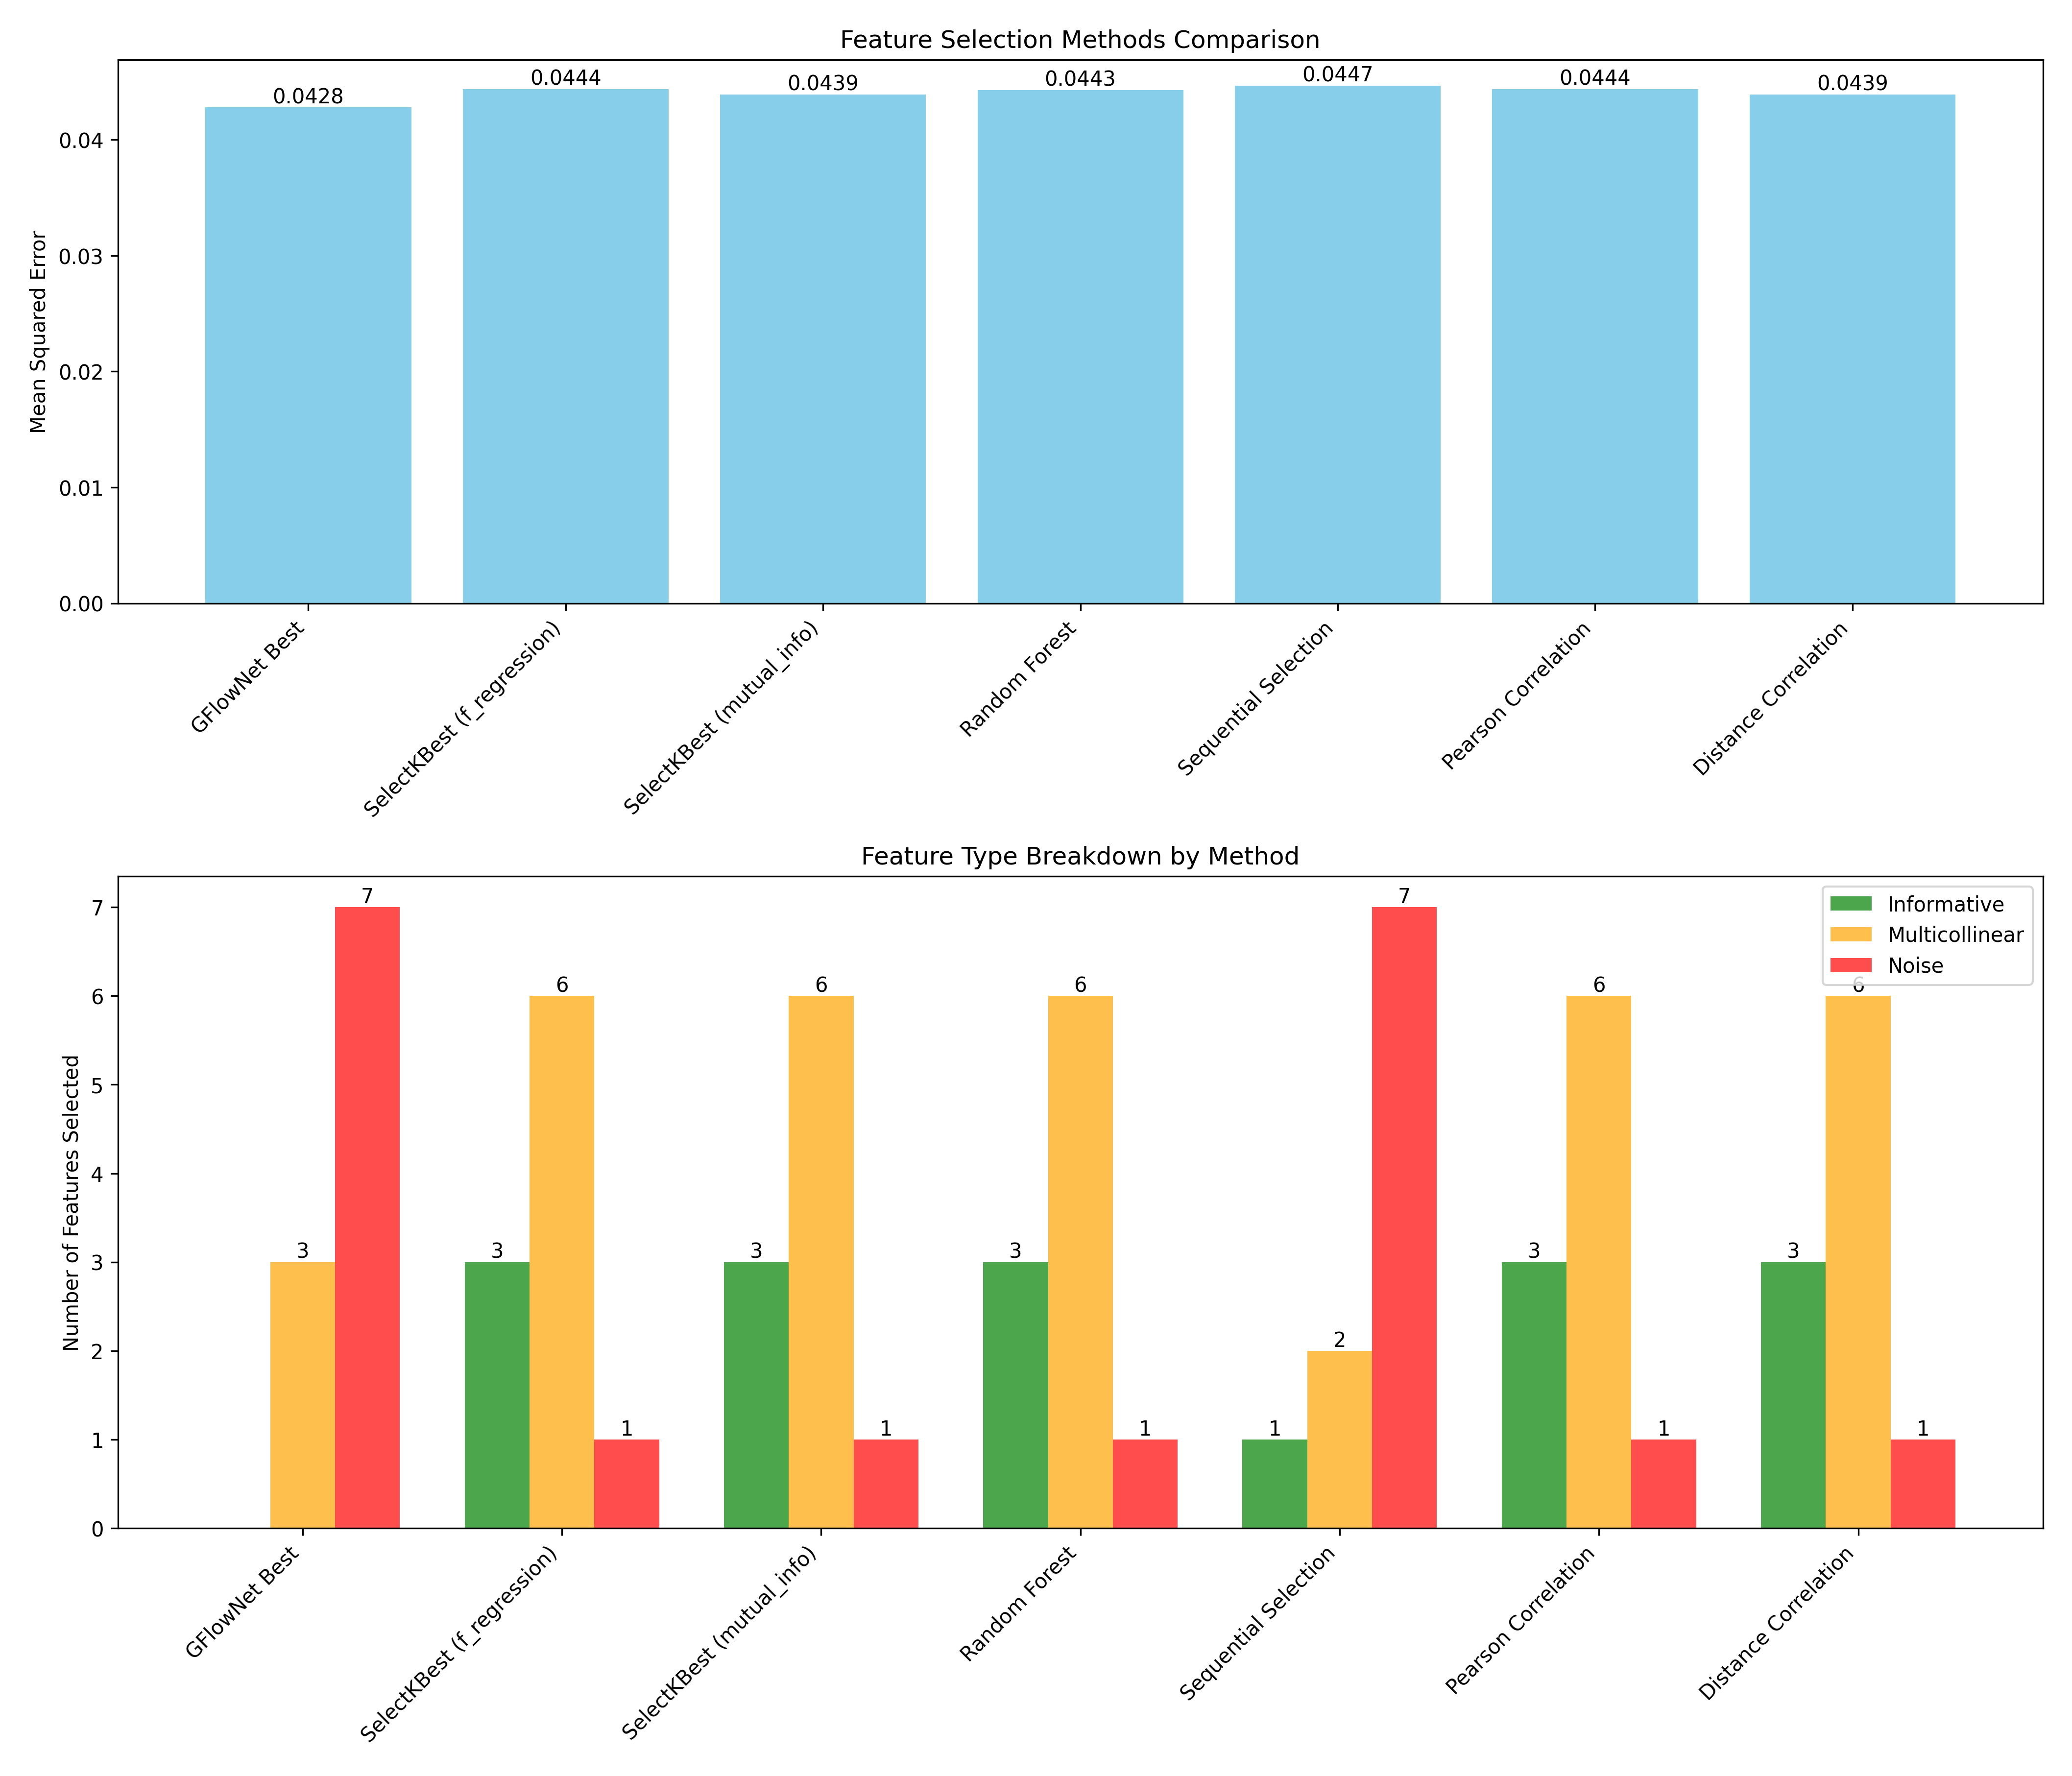 Feature Selection Methods Comparison
Mean Squared Error
0.04
0.03
0.02
0.01
0.00
0.0428
0.0444
0.0439
0.0443
0.0447
0.0444
0.0439
GFlowNet Best
SelectKBest (f_regression)
SelectKBest (mutual_info)
Random Forest
Sequential Selection
Pearson Correlation
Distance Correlation
Feature Type Breakdown by Method
Number of Features Selected
7
6
5
4
3
2
1
0
Informative
Multicollinear
Noise
3
7
3
6
1
3
6
1
3
6
1
1
2
7
3
6
1
3
6
1
GFlowNet Best
SelectKBest (f_regression)
SelectKBest (mutual_info)
Random Forest
Sequential Selection
Pearson Correlation
Distance Correlation